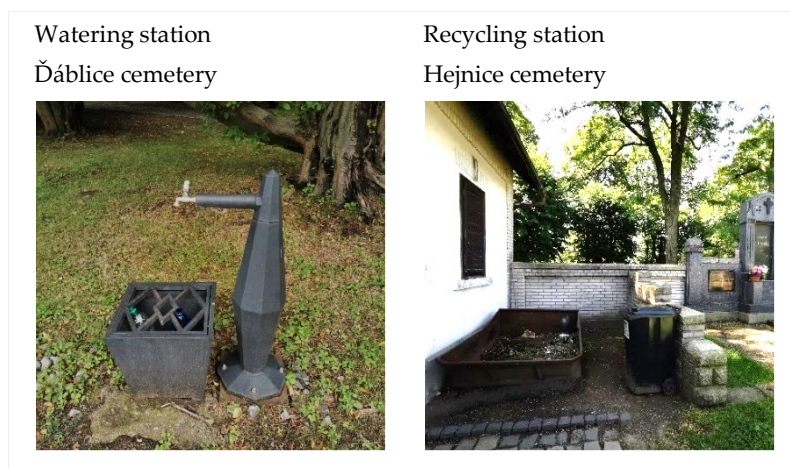 Watering station
Ďáblice cemetery
Recycling station
Hejnice cemetery